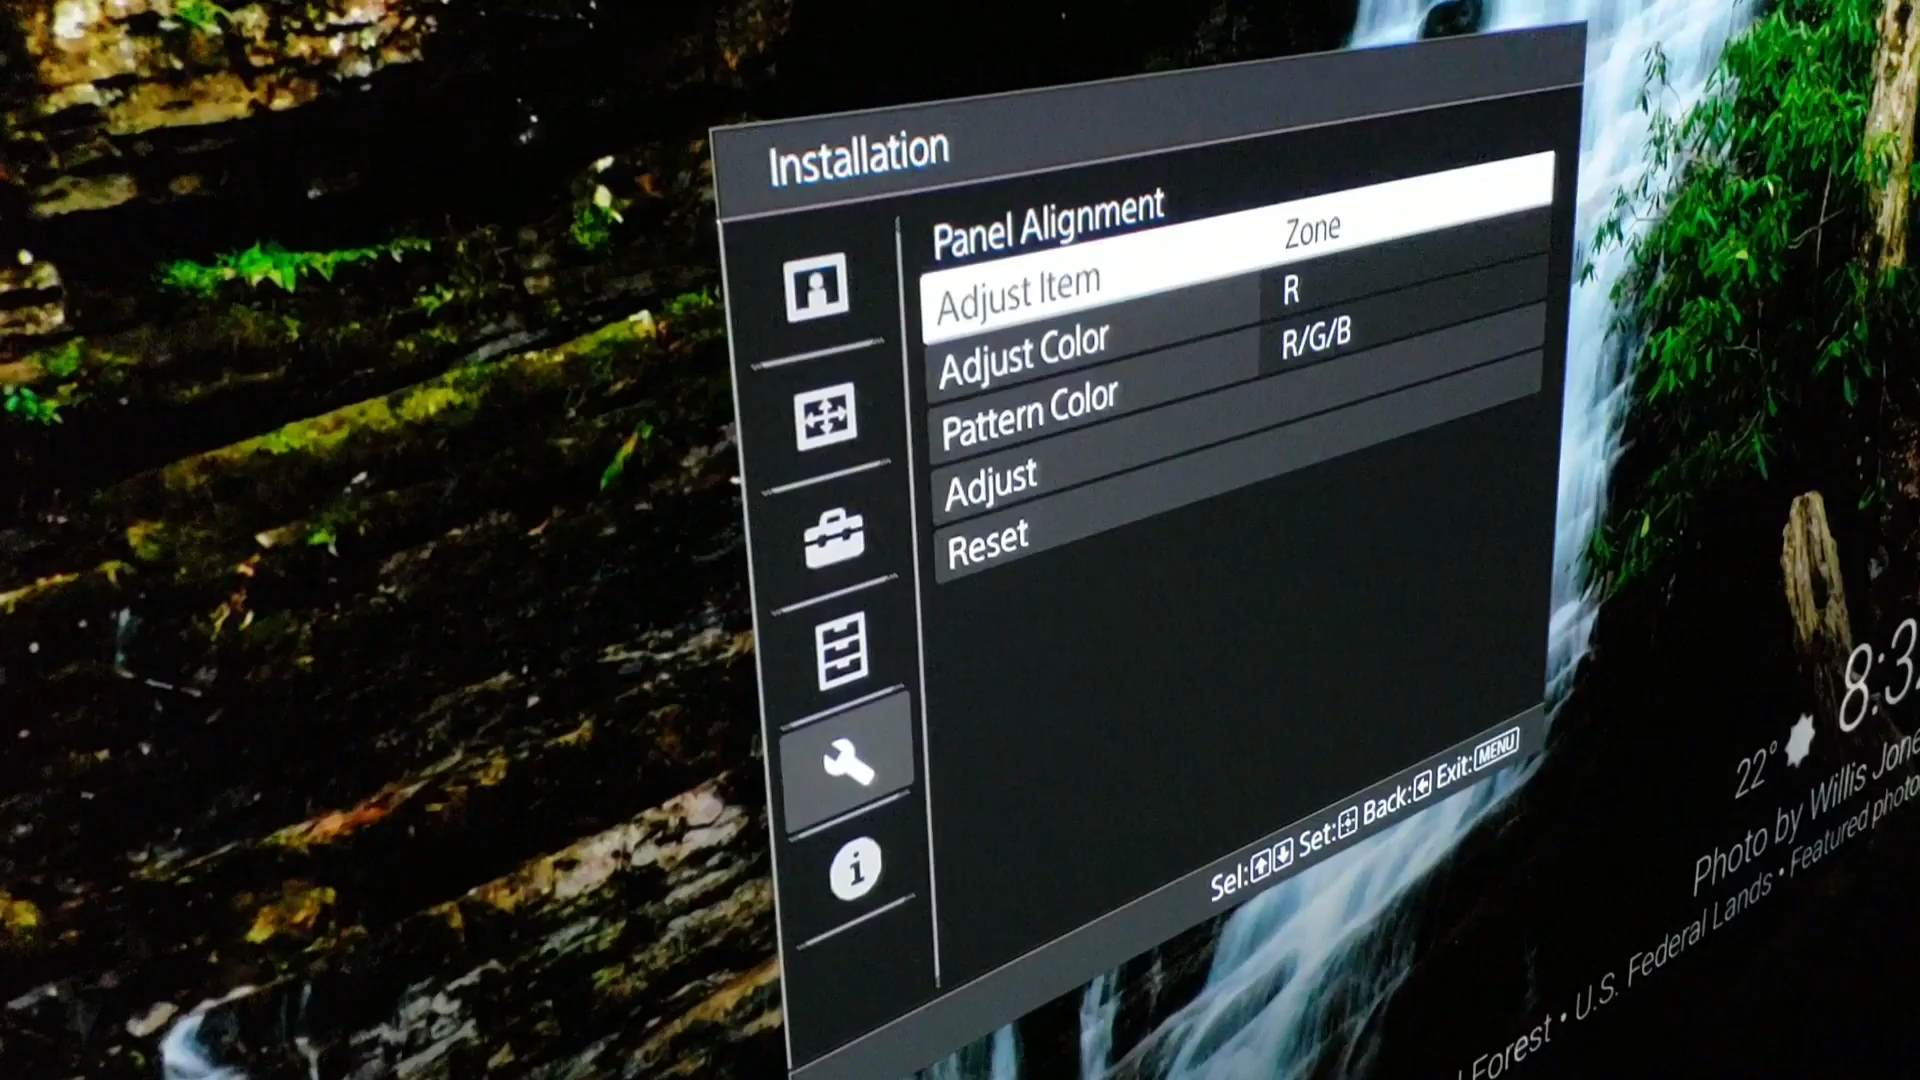 Installation
Panel Alignment
Adjust Item Zone
Adjust Color R
Pattern Color R/G/B
Adjust
Reset
Sel: Set: Back: Exit: MENU
8:3
22°
Photo by Willis Jone
Featured photo
U.S. Federal Lands •
Forest •